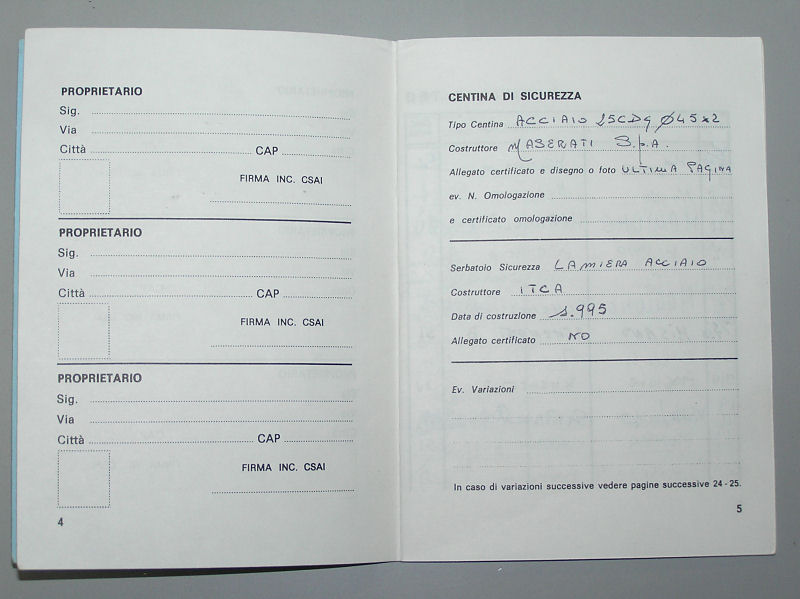 PROPRIETARIO
Sig.
Via
Città CAP
FIRMA INC. CSAI
PROPRIETARIO
Sig.
Via
Città CAP
FIRMA INC. CSAI
PROPRIETARIO
Sig.
Via
Città CAP
FIRMA INC. CSAI
4
CENTINA DI SICUREZZA
Tipo Centina ACCIAIO 25CD4 Ø45x2
Costruttore MASERATI S.p.A.
Allegato certificato e disegno o foto ULTIMA PAGINA
ev. N. Omologazione
e certificato omologazione
Serbatoio Sicurezza LAMIERA ACCIAIO
Costruttore ITCA
Data di costruzione 1.995
Allegato certificato NO
Ev. Variazioni
In caso di variazioni successive vedere pagine successive 24-25.
5